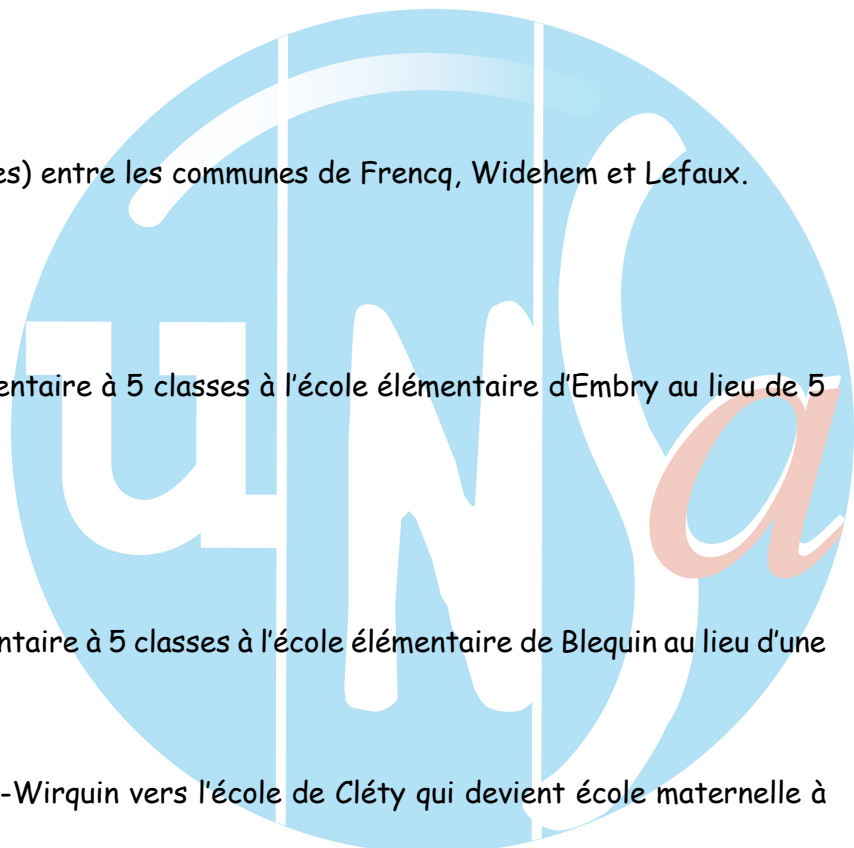 es) entre les communes de Frencq, Widehem et Lefaux.
entaire à 5 classes à l'école élémentaire d'Embry au lieu de 5
ntaire à 5 classes à l'école élémentaire de Blequin au lieu d'une
-Wirquin vers l'école de Cléty qui devient école maternelle à
uNSa